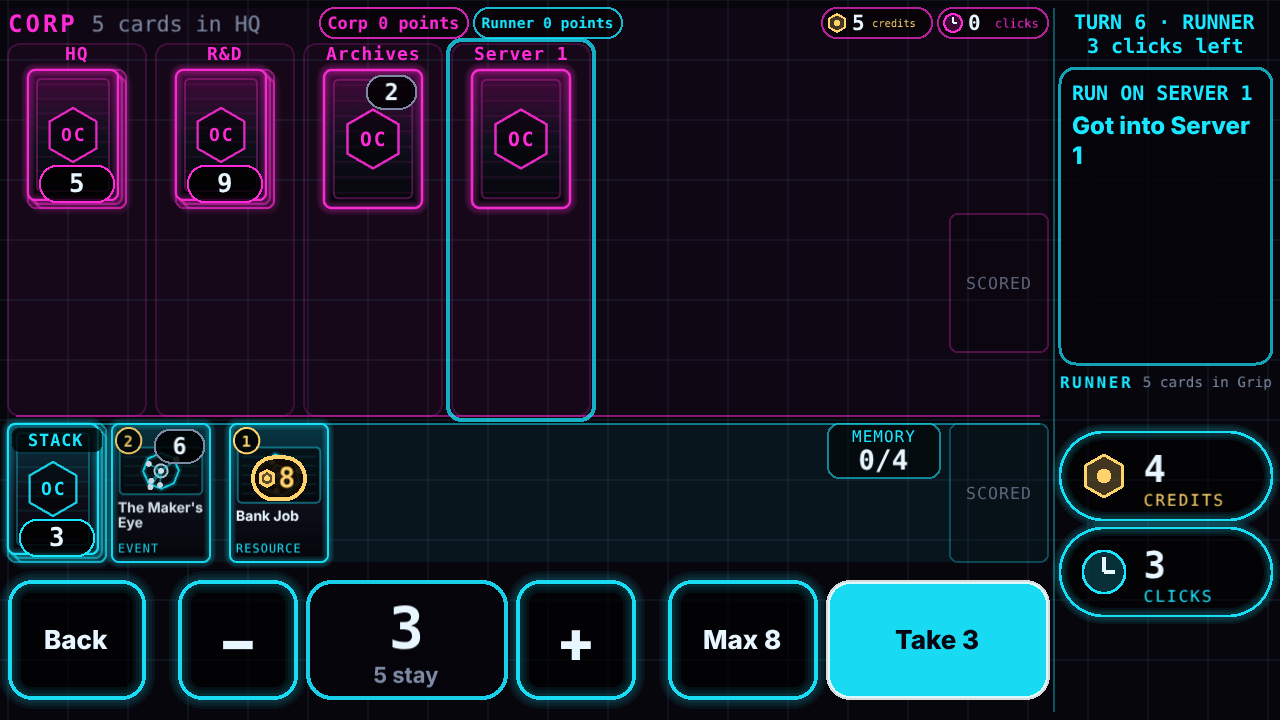 CORP 5 cards in HQ
Corp 0 points
Runner 0 points
5 credits
0 clicks
TURN 6 · RUNNER
3 clicks left
HQ
R&D
Archives
Server 1
OC
5
OC
9
2
OC
OC
SCORED
RUN ON SERVER 1
Got into Server
1
RUNNER 5 cards in Grip
STACK
OC
3
2
6
The Maker's
Eye
EVENT
1
8
Bank Job
RESOURCE
MEMORY
0/4
SCORED
4
CREDITS
3
CLICKS
Back
−
3
5 stay
+
Max 8
Take 3